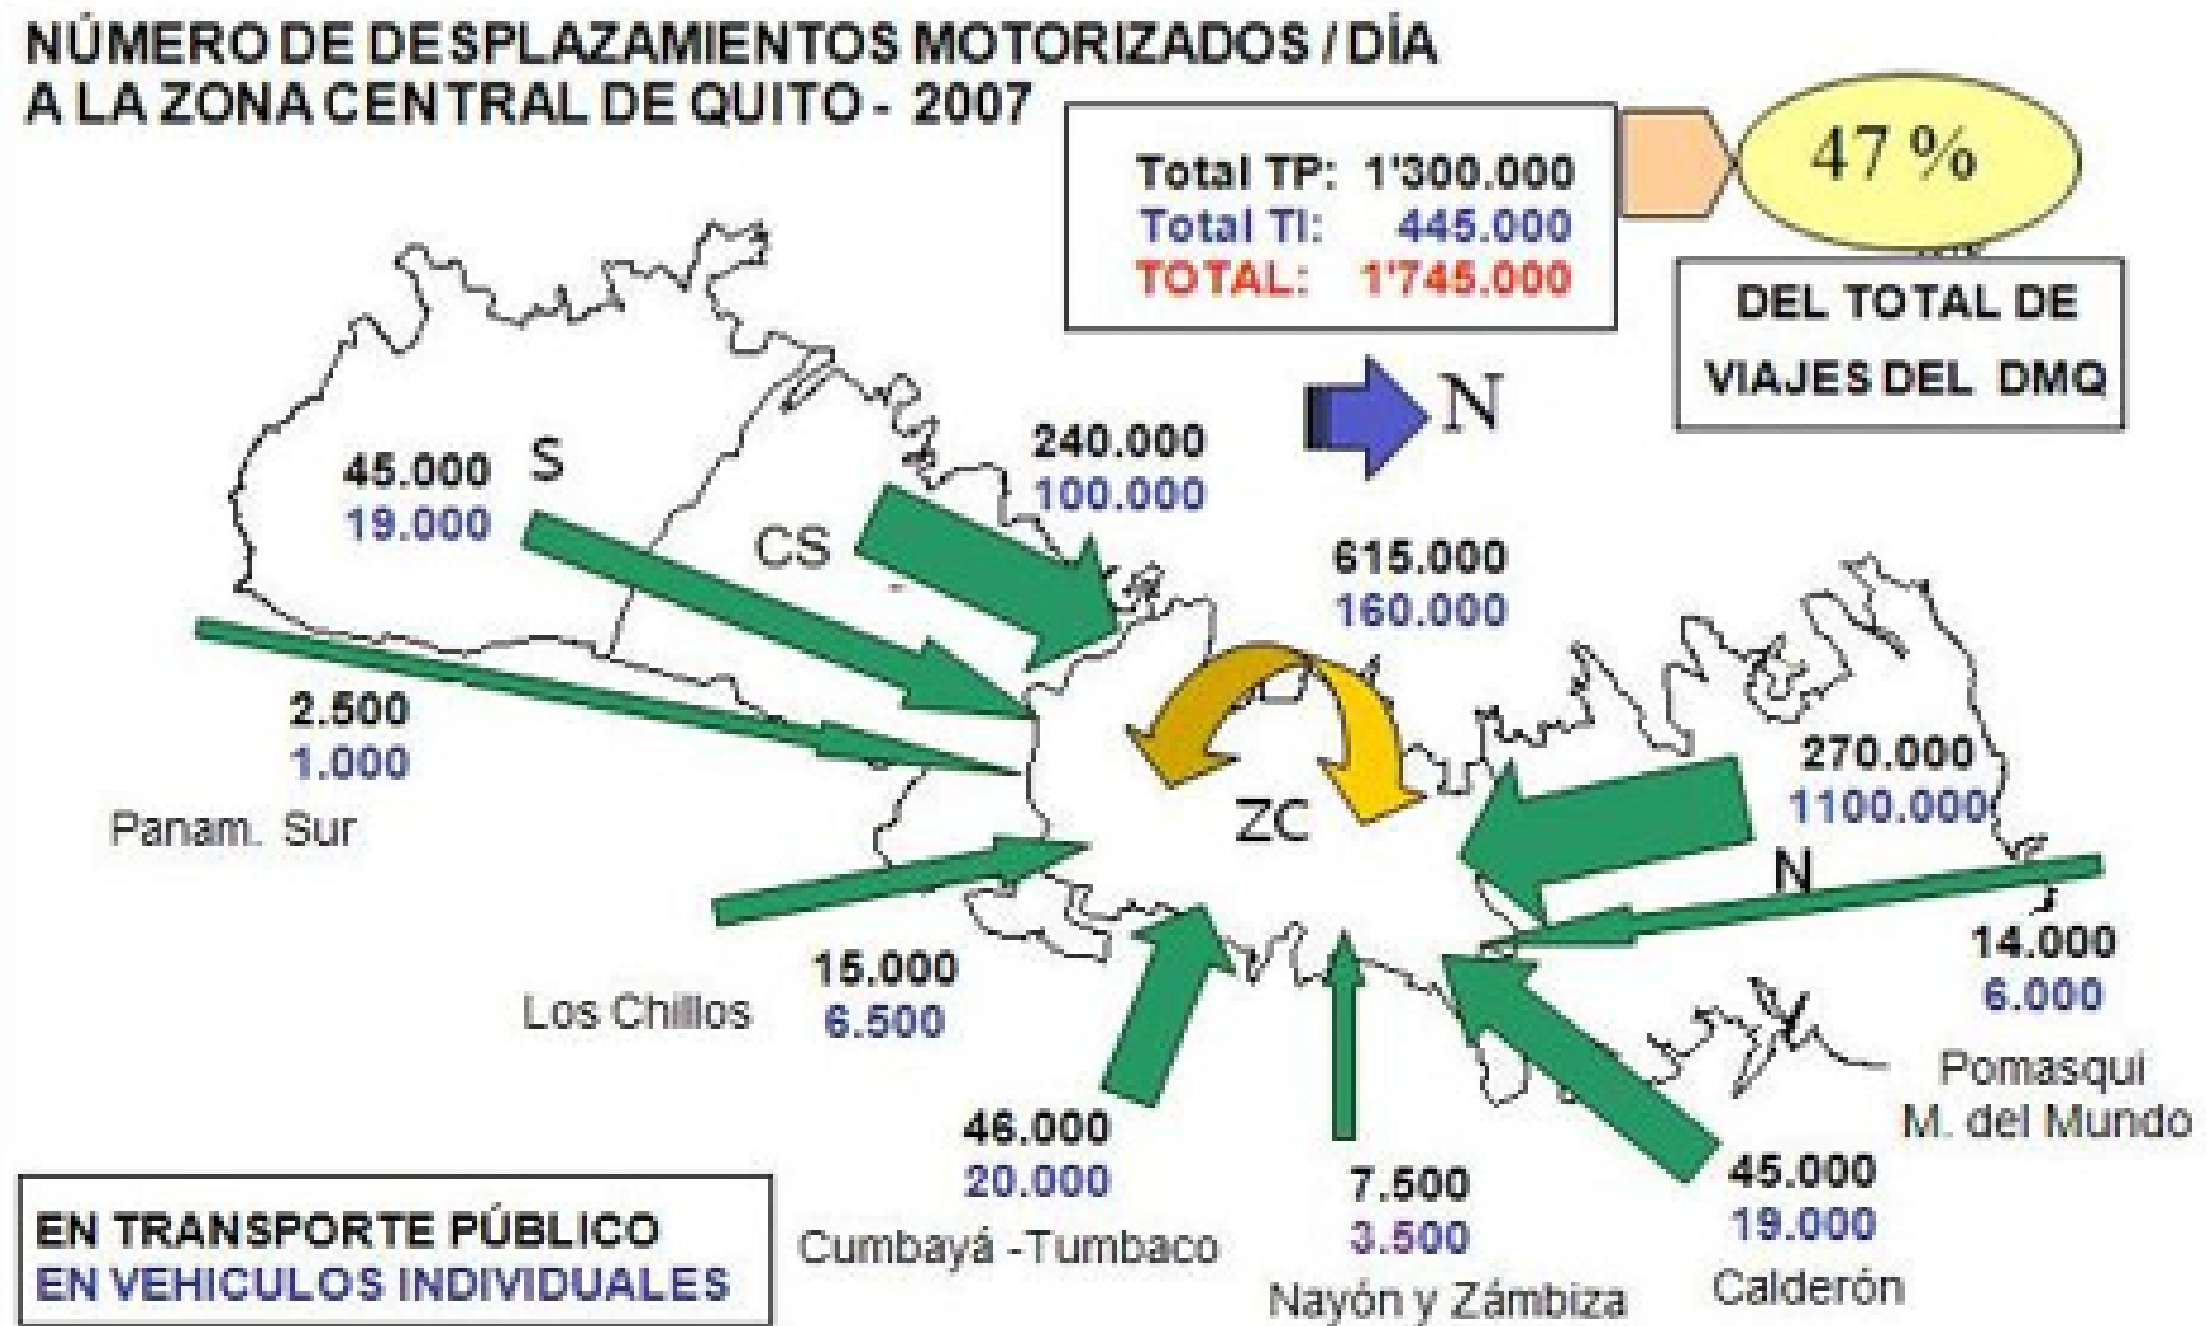 NÚMERO DE DESPLAZAMIENTOS MOTORIZADOS / DÍA
A LA ZONA CENTRAL DE QUITO - 2007
Total TP: 1'300.000
Total TI: 445.000
TOTAL: 1'745.000
47 %
DEL TOTAL DE
VIAJES DEL DMQ
N
45.000
19.000
S
CS
240.000
100.000
615.000
160.000
2.500
1.000
Panam. Sur
ZC
270.000
1100.000
N
14.000
6.000
Pomasqui
M. del Mundo
Los Chillos
15.000
6.500
46.000
20.000
Cumbayá -Tumbaco
7.500
3.500
Nayón y Zámbiza
45.000
19.000
Calderón
EN TRANSPORTE PÚBLICO
EN VEHICULOS INDIVIDUALES